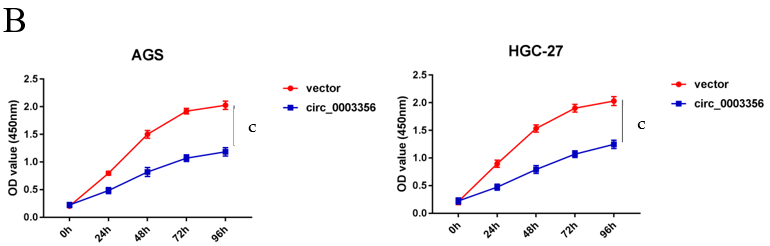 B
AGS
OD value (450nm)
2.5
2.0
1.5
1.0
0.5
0.0
0h
24h
48h
72h
96h
vector
circ_0003356
C
HGC-27
OD value (450nm)
2.5
2.0
1.5
1.0
0.5
0.0
0h
24h
48h
72h
96h
vector
circ_0003356
C